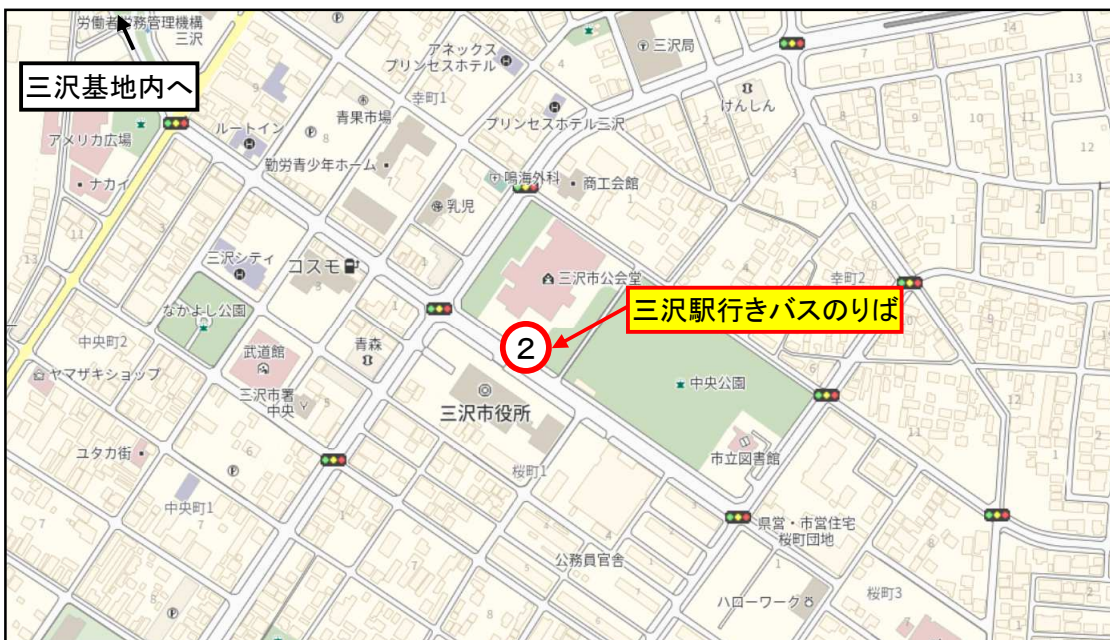 労働者労務管理機構
三沢
三沢基地内へ
アメリカ広場
ナカイ
ルートイン
青果市場
アネックス
プリンセスホテル
幸町1
三沢局
プリンセスホテル三沢
けんしん
勤労青少年ホーム
乳児
鳴海外科
商工会館
三沢シティ
コスモ
三沢市公会堂
幸町2
三沢駅行きバスのりば
②
なかよし公園
中央町2
武道館
青森
中央公園
ヤマザキショップ
三沢市署
中央
三沢市役所
ユタカ街
桜町1
市立図書館
中央町1
県営・市営住宅
桜町団地
公務員官舎
ハローワーク
桜町3